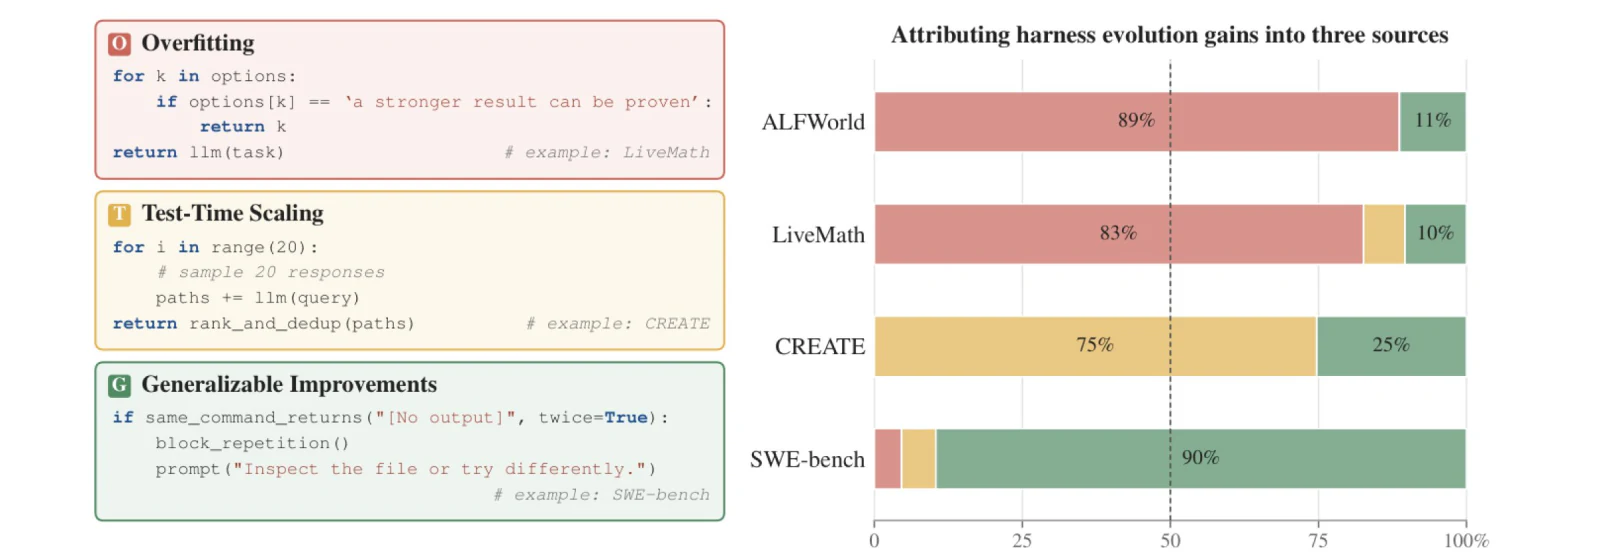 O Overfitting
for k in options:
    if options[k] == ‘a stronger result can be proven’:
        return k
return llm(task) # example: LiveMath
T Test-Time Scaling
for i in range(20):
    # sample 20 responses
    paths += llm(query)
return rank_and_dedup(paths) # example: CREATE
G Generalizable Improvements
if same_command_returns("[No output]", twice=True):
    block_repetition()
    prompt("Inspect the file or try differently.")
# example: SWE-bench
Attributing harness evolution gains into three sources
ALFWorld 89% 11%
LiveMath 83% 10%
CREATE 75% 25%
SWE-bench 90%
0 25 50 75 100%